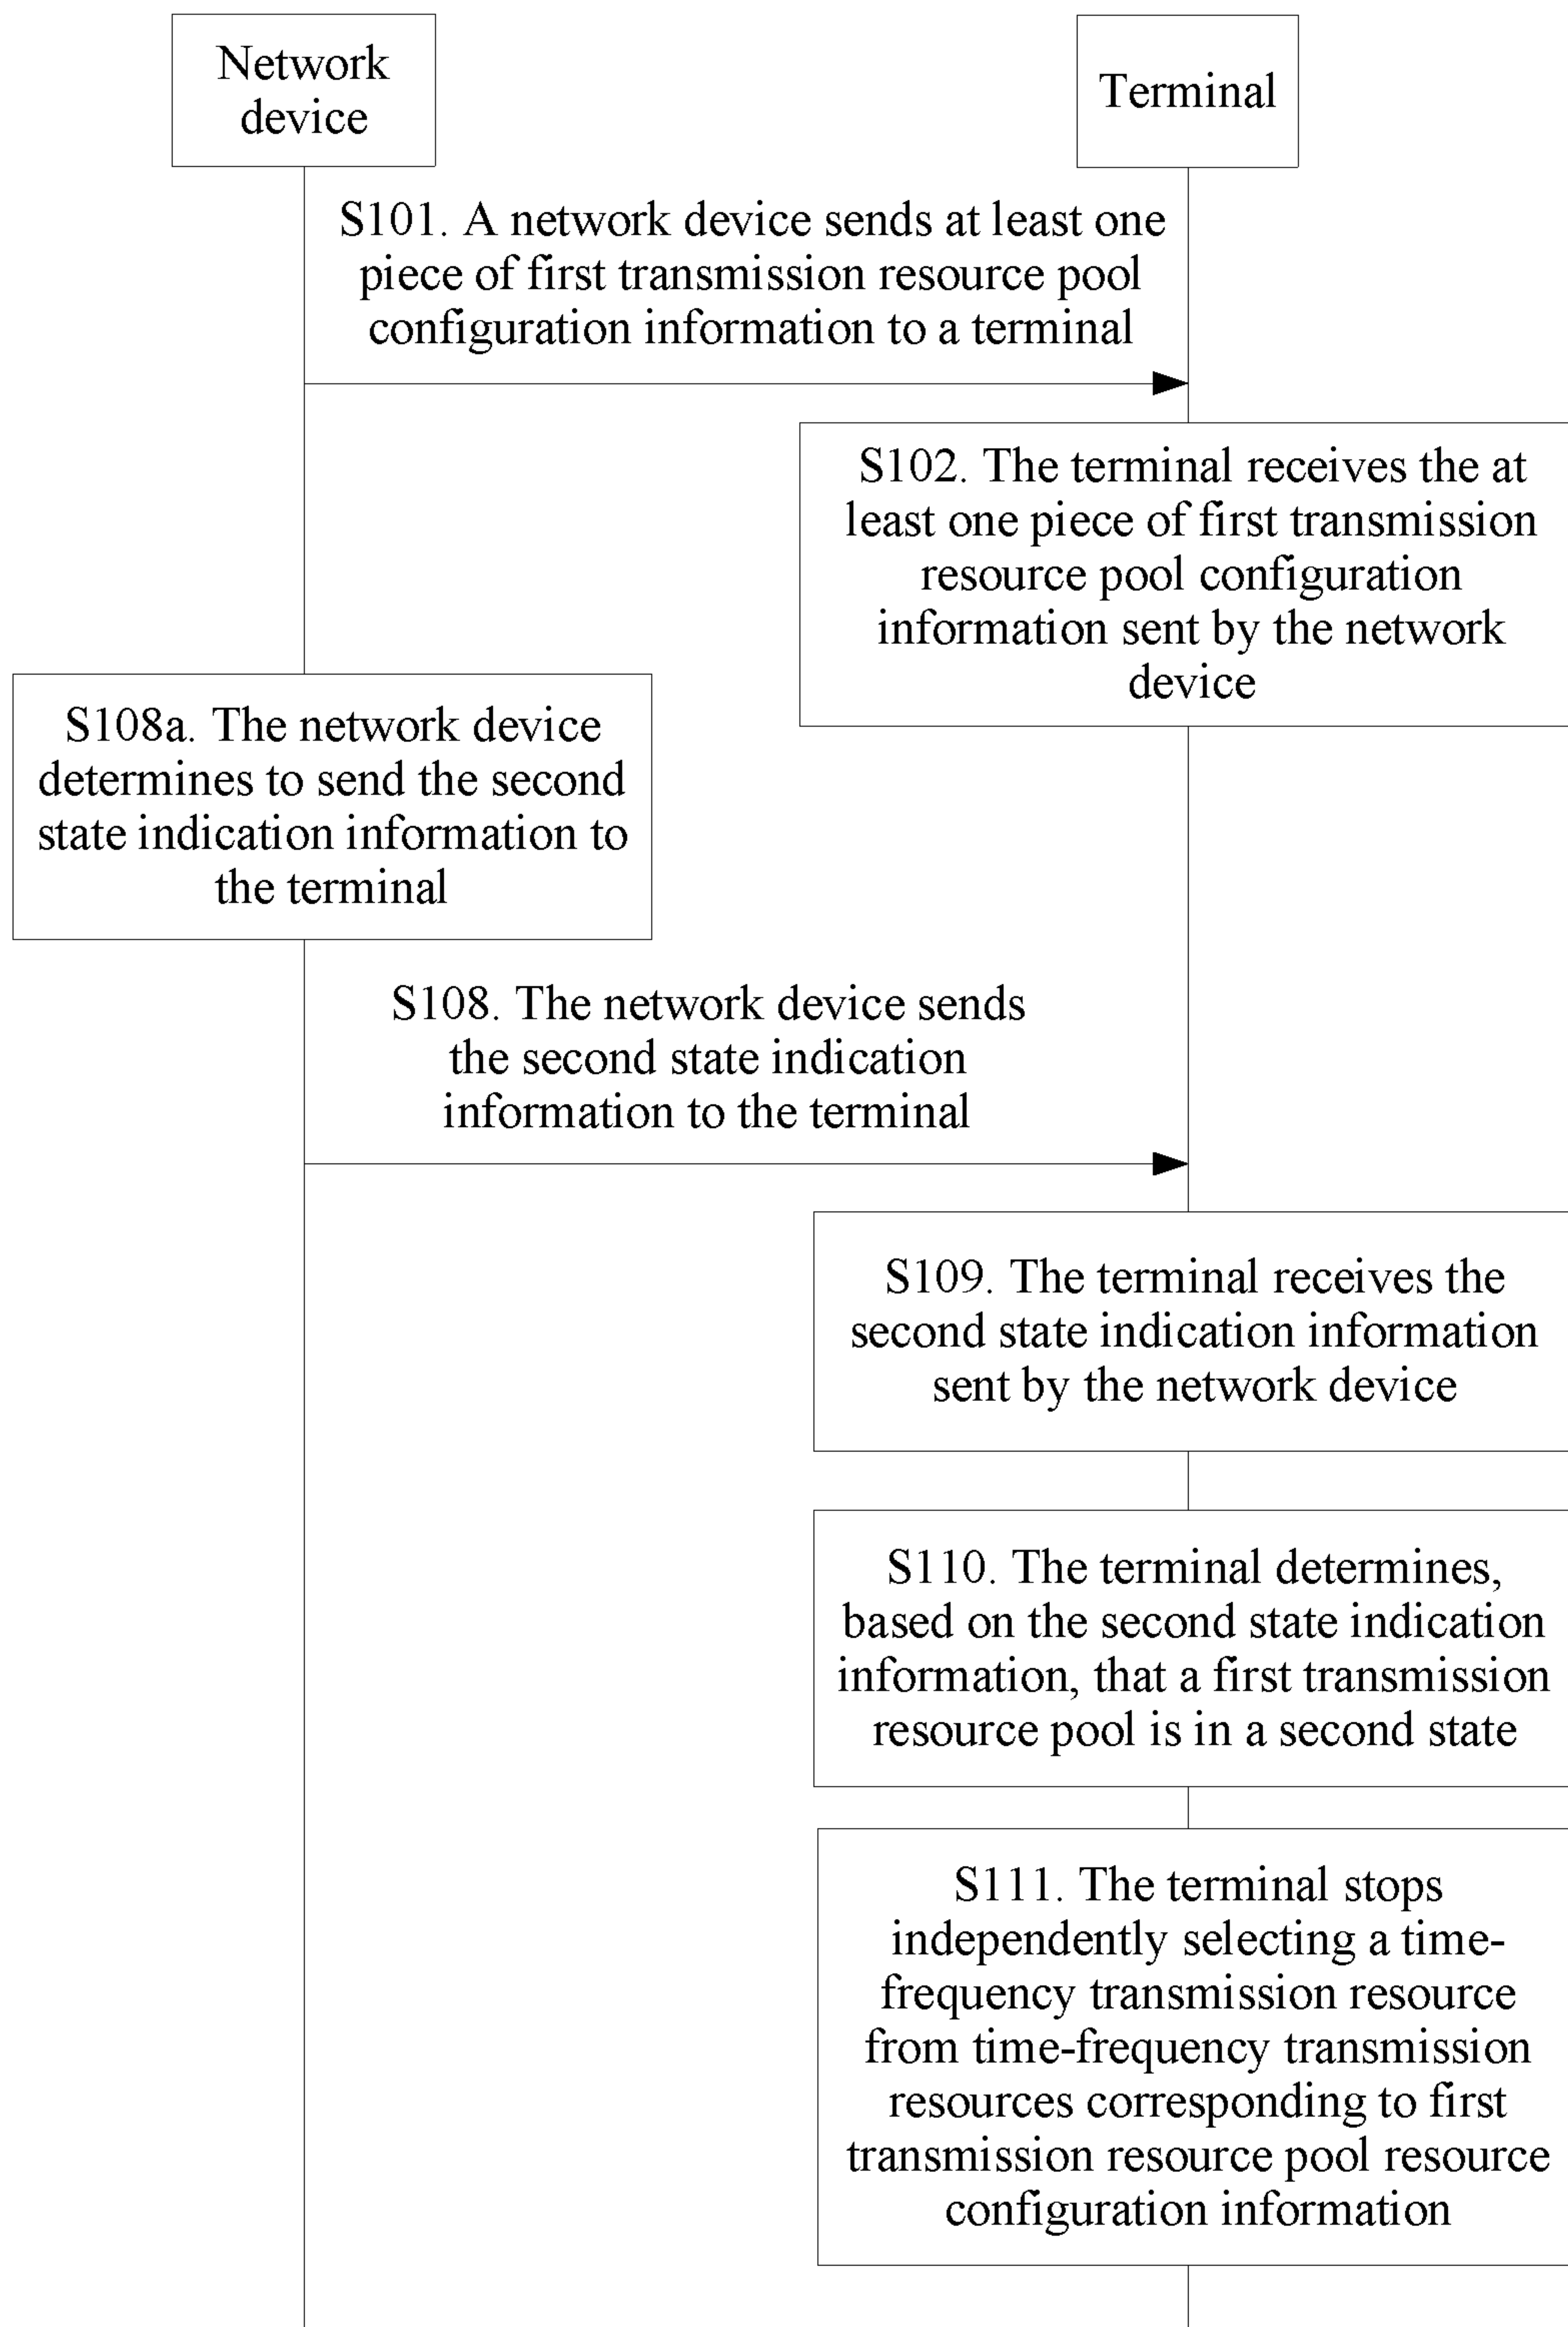 Network
device
Terminal
S101. A network device sends at least one
piece of first transmission resource pool
configuration information to a terminal
S102. The terminal receives the at
least one piece of first transmission
resource pool configuration
information sent by the network
device
S108a. The network device
determines to send the second
state indication information to
the terminal
S108. The network device sends
the second state indication
information to the terminal
S109. The terminal receives the
second state indication information
sent by the network device
S110. The terminal determines,
based on the second state indication
information, that a first transmission
resource pool is in a second state
S111. The terminal stops
independently selecting a time-
frequency transmission resource
from time-frequency transmission
resources corresponding to first
transmission resource pool resource
configuration information